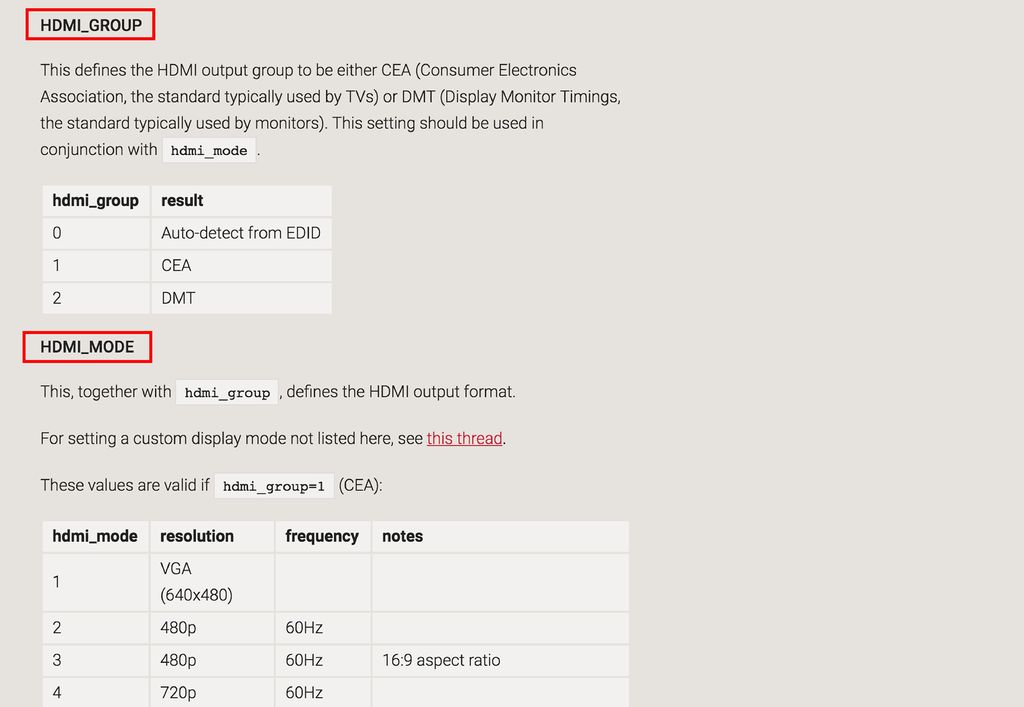 HDMI_GROUP
This defines the HDMI output group to be either CEA (Consumer Electronics
Association, the standard typically used by TVs) or DMT (Display Monitor Timings,
the standard typically used by monitors). This setting should be used in
conjunction with hdmi_mode .
hdmi_group result
0 Auto-detect from EDID
1 CEA
2 DMT
HDMI_MODE
This, together with hdmi_group , defines the HDMI output format.
For setting a custom display mode not listed here, see this thread.
These values are valid if hdmi_group=1 (CEA):
hdmi_mode resolution frequency notes
1 VGA
(640x480)
2 480p 60Hz
3 480p 60Hz 16:9 aspect ratio
4 720p 60Hz